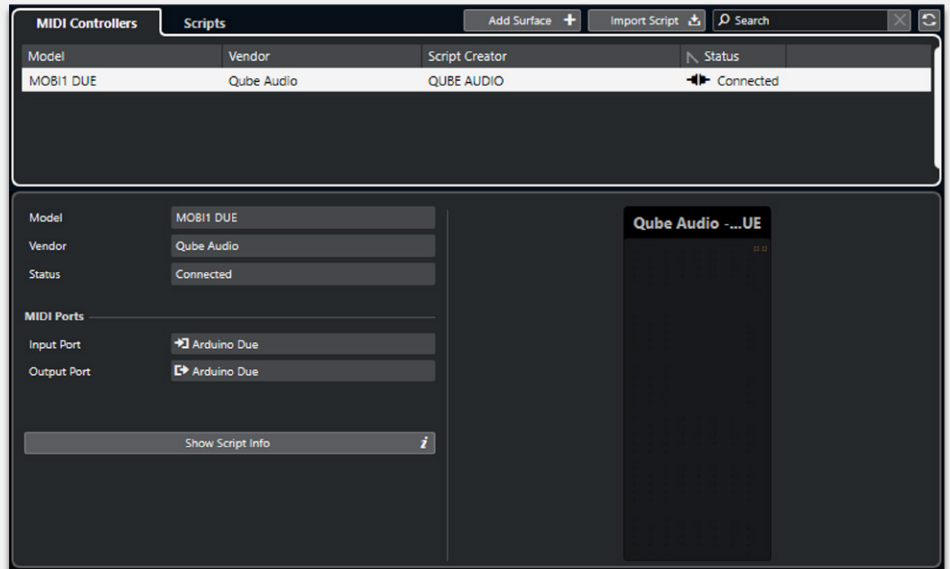 MIDI Controllers Scripts Add Surface Import Script Search
Model Vendor Script Creator Status
MOBI1 DUE Qube Audio QUBE AUDIO Connected
Model MOBI1 DUE
Vendor Qube Audio
Status Connected
MIDI Ports
Input Port Arduino Due
Output Port Arduino Due
Show Script Info i
Qube Audio -...UE